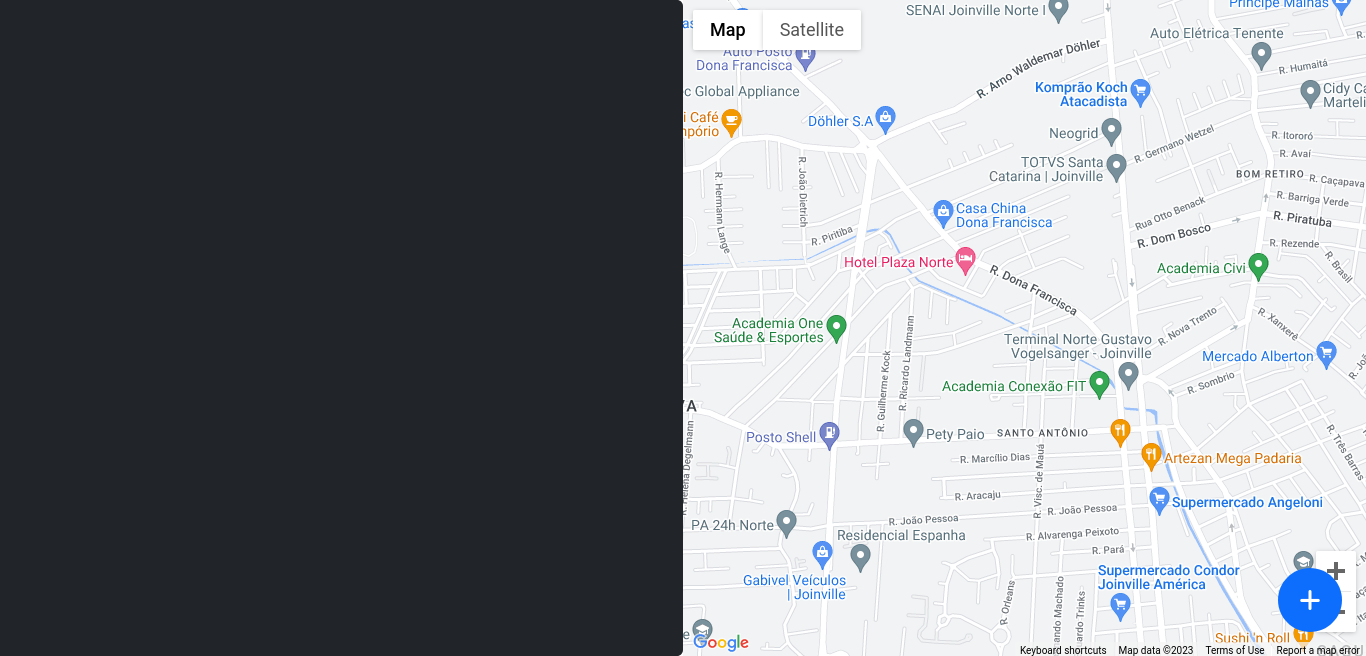 SENAI Joinville Norte I
Map
Satellite
Auto Elétrica Tenente
Auto Posto
Dona Francisca
R. Arno Waldemar Döhler
R. Humaitá
Global Appliance
Komprão Koch
Atacadista
Café
Döhler S.A
Neogrid
R. Germano Wetzel
R. Itororó
R. Avaí
TOTVS Santa
Catarina | Joinville
BOM RETIRO
R. Caçapava
R. Hermann Lange
R. João Dietrich
R. Barriga Verde
Casa China
Dona Francisca
Rua Otto Benack
R. Piratuba
R. Piritiba
R. Dom Bosco
R. Rezende
Hotel Plaza Norte
R. Dona Francisca
Academia Civi
R. Brasil
Academia One
Saúde & Esportes
R. Nova Trento
R. Xanxerê
Terminal Norte Gustavo
Vogelsanger - Joinville
Mercado Alberton
R. Guilherme Kock
R. Ricardo Landmann
Academia Conexão FIT
R. Sombrio
Posto Shell
Pety Paio
SANTO ANTÔNIO
R. Três Barras
R. Helena Degelmann
R. Marcílio Dias
Artezan Mega Padaria
R. Visc. de Mauá
R. Aracaju
Supermercado Angeloni
R. João Pessoa
R. João Pessoa
PA 24h Norte
Residencial Espanha
R. Alvarenga Peixoto
R. Pará
Gabivel Veículos
| Joinville
Supermercado Condor
Joinville América
R. Orleans
Google
Sushi n Roll
Keyboard shortcuts
Map data ©2023
Terms of Use
Report a map error